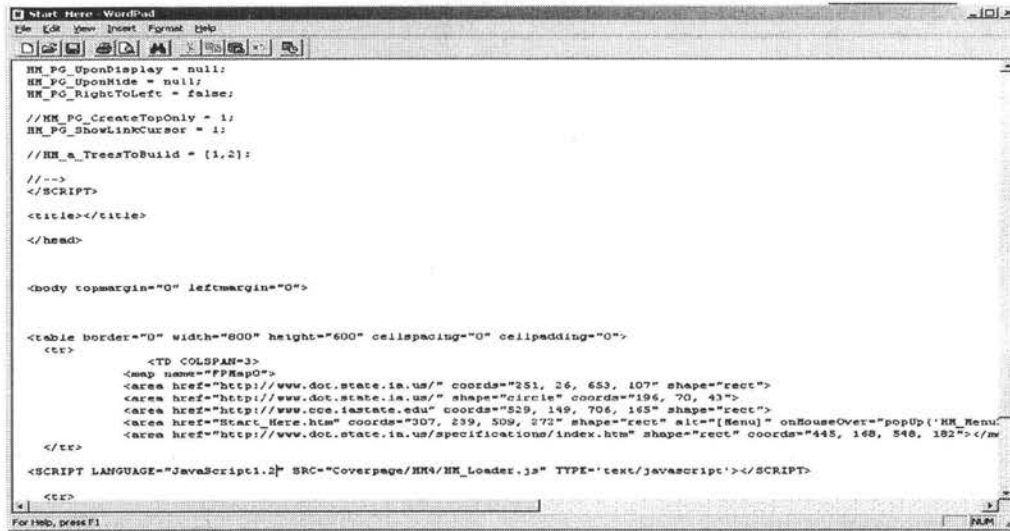 Start_Here - WordPad
File Edit View Insert Format Help
HM_PG_UponDisplay = null;
HM_PG_UponHide = null;
HM_PG_RightToLeft = false;
//HM_PG_CreateTopOnly = 1;
HM_PG_ShowLinkCursor = 1;
//HM_a_TreesToBuild = [1,2];
//-->
</SCRIPT>
<title></title>
</head>
<body topmargin="0" leftmargin="0">
<table border="0" width="800" height="600" cellspacing="0" cellpadding="0">
<tr>
<TD COLSPAN=3>
<map name="FPMap0">
<area href="http://www.dot.state.ia.us/" coords="251, 26, 653, 107" shape="rect">
<area href="http://www.dot.state.ia.us/" shape="circle" coords="196, 70, 43">
<area href="http://www.cce.iastate.edu" coords="529, 149, 706, 165" shape="rect">
<area href="Start_Here.htm" coords="307, 239, 509, 272" shape="rect" alt="[Menu]" onMouseOver="popUp('HM_Menu
<area href="http://www.dot.state.ia.us/specifications/index.htm" shape="rect" coords="445, 168, 548, 182"></m
</tr>
<SCRIPT LANGUAGE="JavaScript1.2" SRC="Coverpage/HM4/HM_Loader.js" TYPE='text/javascript'></SCRIPT>
<tr>
For Help, press F1
NUM